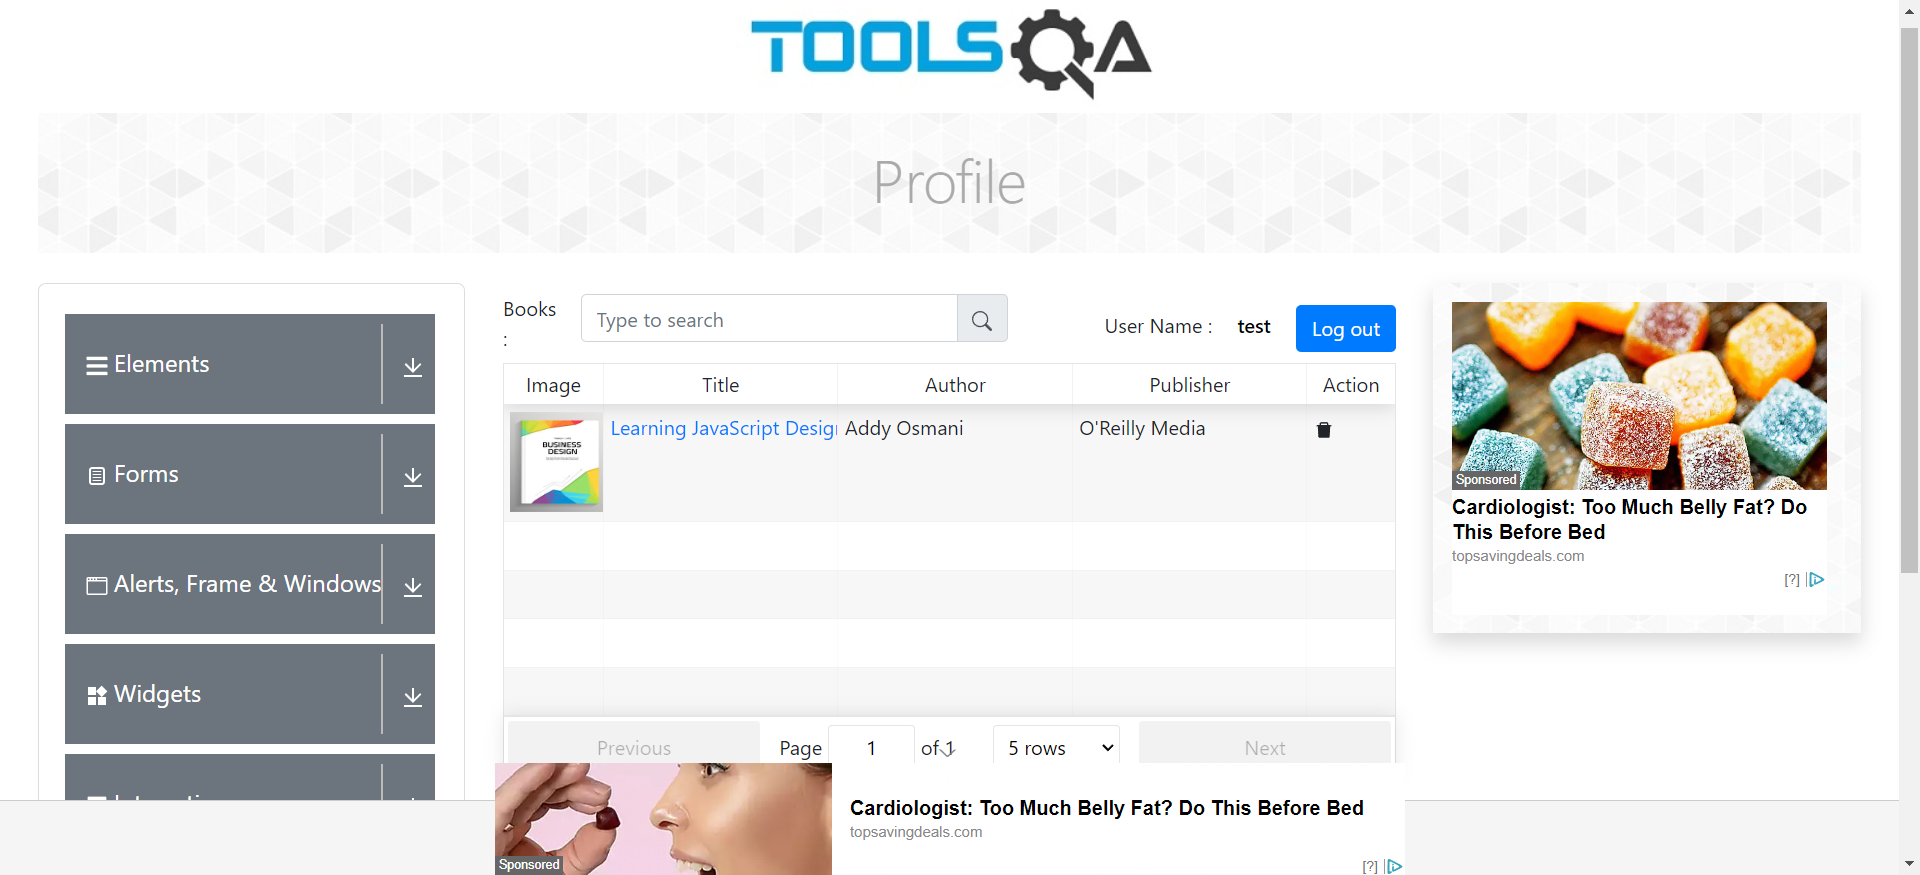 TOOLSQA
Profile
Elements
Forms
Alerts, Frame & Windows
Widgets
Books
:
Type to search
User Name :
test
Log out
Image
Title
Author
Publisher
Action
BUSINESS
DESIGN
Learning JavaScript Desig
Addy Osmani
O'Reilly Media
Previous
Page
1
of 1
5 rows
Next
Sponsored
Cardiologist: Too Much Belly Fat? Do
This Before Bed
topsavingdeals.com
[?]
Sponsored
Cardiologist: Too Much Belly Fat? Do This Before Bed
topsavingdeals.com
[?]